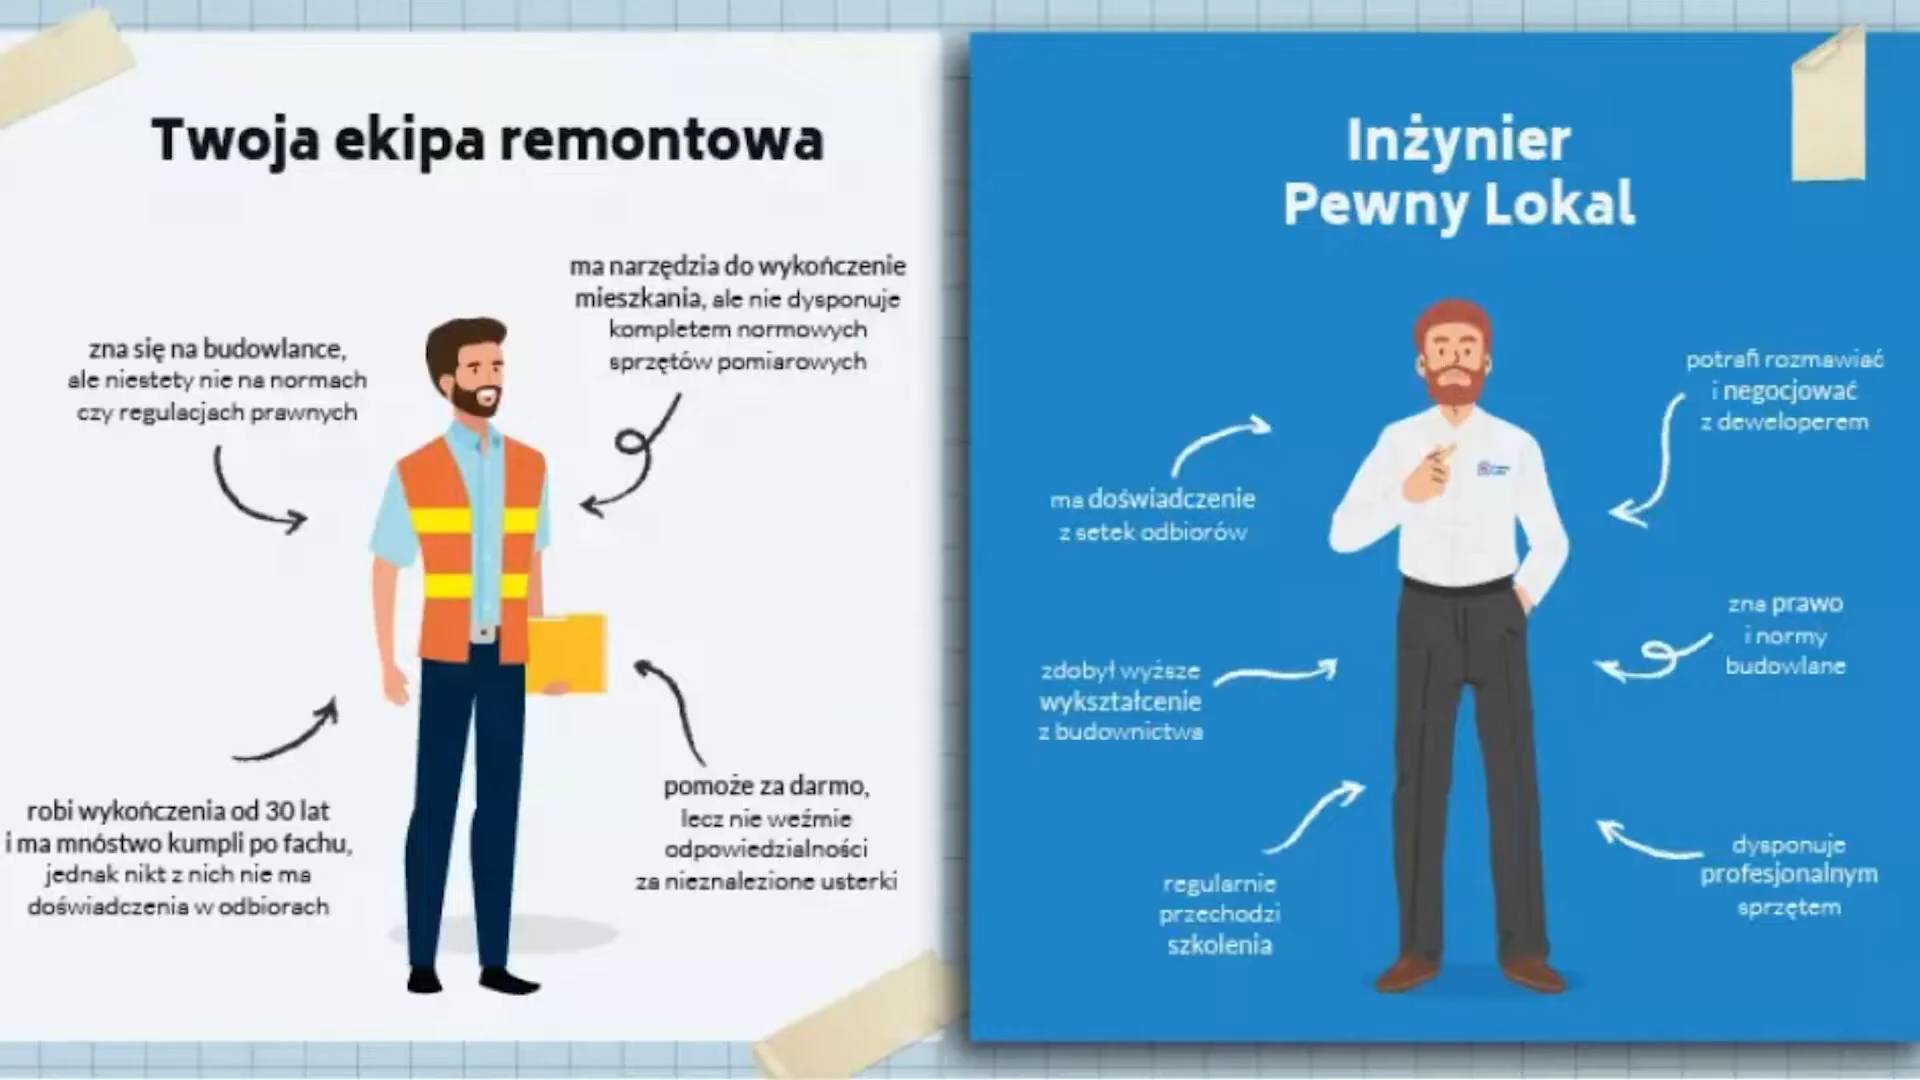 Twoja ekipa remontowa
ma narzędzia do wykończenie
mieszkania, ale nie dysponuje
kompletem normowych
sprzętów pomiarowych
zna się na budowlance,
ale niestety nie na normach
czy regulacjach prawnych
robi wykończenia od 30 lat
i ma mnóstwo kumpli po fachu,
jednak nikt z nich nie ma
doświadczenia w odbiorach
pomoże za darmo,
lecz nie weźmie
odpowiedzialności
za nieznalezione usterki
Inżynier
Pewny Lokal
potrafi rozmawiać
i negocjować
z deweloperem
ma doświadczenie
z setek odbiorów
zna prawo
i normy
budowlane
zdobył wyższe
wykształcenie
z budownictwa
regularnie
przechodzi
szkolenia
dysponuje
profesjonalnym
sprzętem